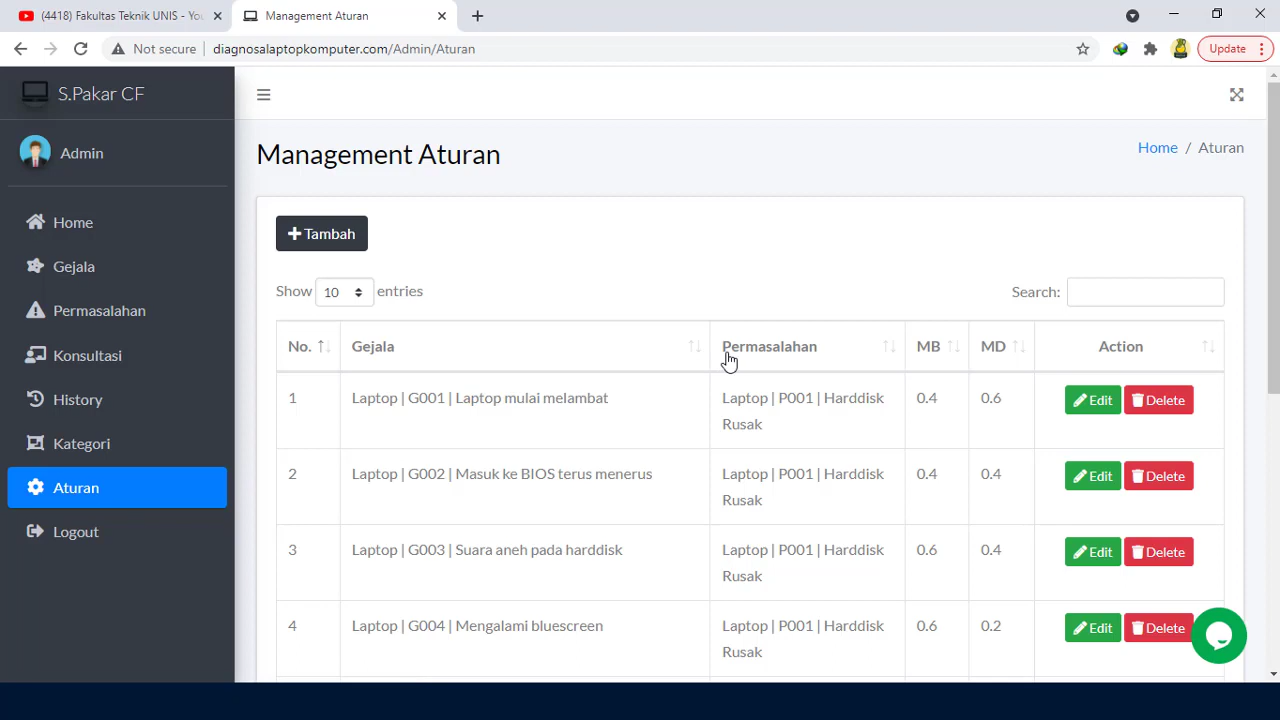 (4418) Fakultas Teknik UNIS - You
Management Aturan
Not secure
diagnosalaptopkomputer.com/Admin/Aturan
Update
S.Pakar CF
Admin
Home
Gejala
Permasalahan
Konsultasi
History
Kategori
Aturan
Logout
Management Aturan
Home / Aturan
Tambah
Show 10 entries
Search:
No. Gejala Permasalahan MB MD Action
1 Laptop | G001 | Laptop mulai melambat Laptop | P001 | Harddisk 0.4 0.6 Edit Delete
Rusak
2 Laptop | G002 | Masuk ke BIOS terus menerus Laptop | P001 | Harddisk 0.4 0.4 Edit Delete
Rusak
3 Laptop | G003 | Suara aneh pada harddisk Laptop | P001 | Harddisk 0.6 0.4 Edit Delete
Rusak
4 Laptop | G004 | Mengalami bluescreen Laptop | P001 | Harddisk 0.6 0.2 Edit Delete
Rusak